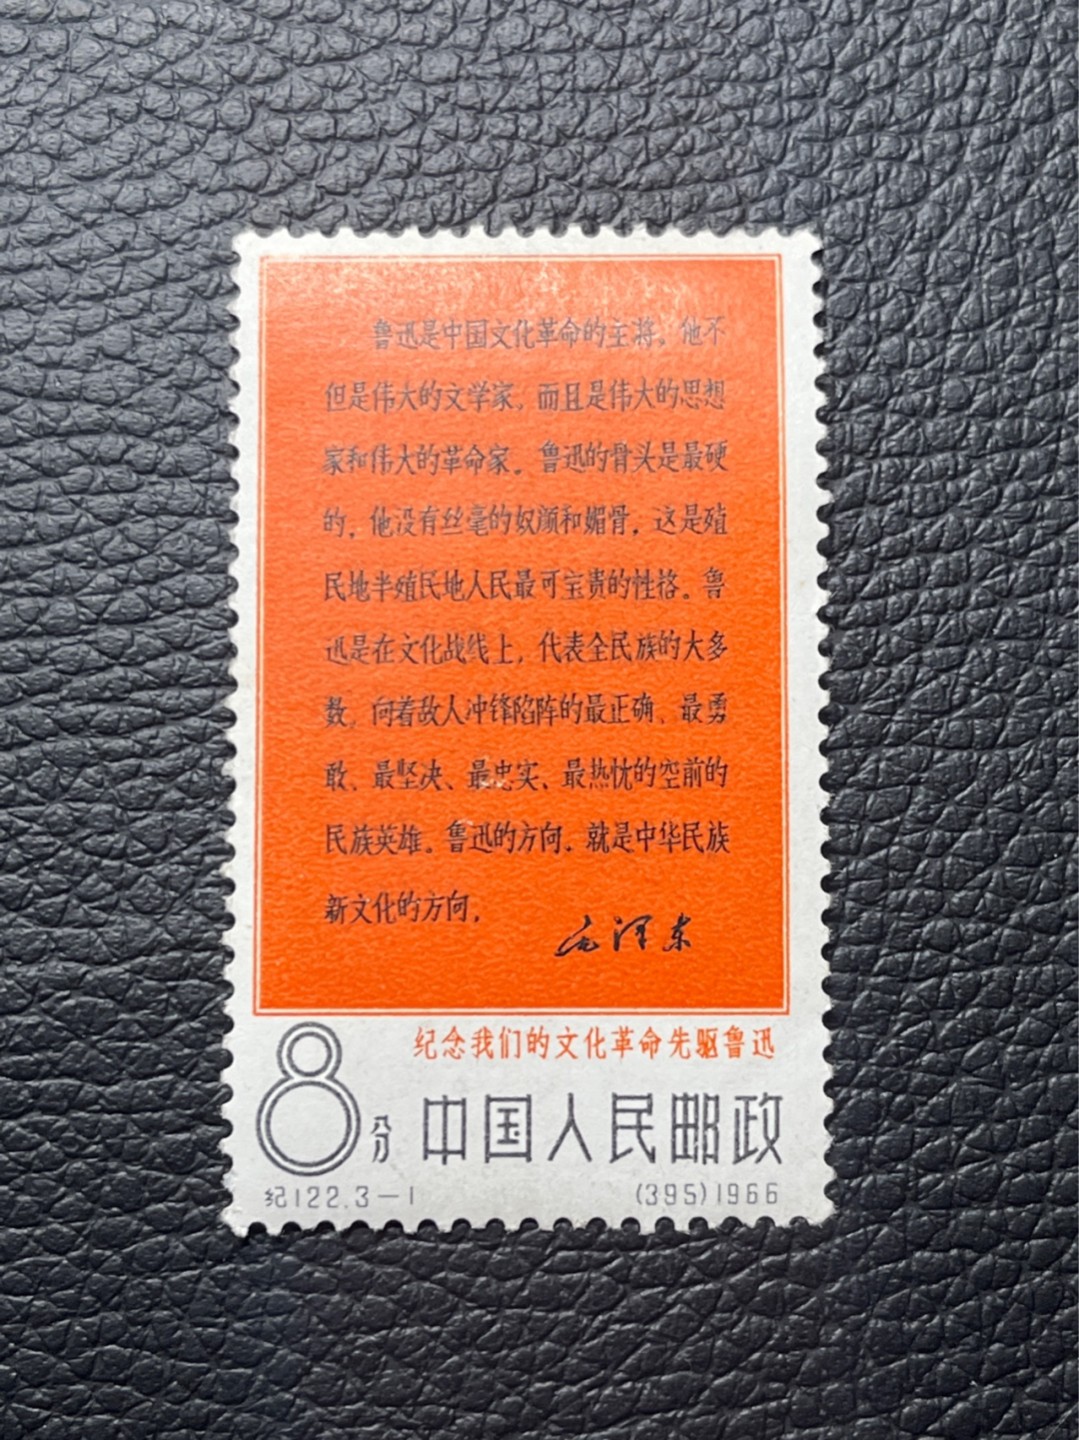 鲁迅是中国文化革命的主将，他不
但是伟大的文学家，而且是伟大的思想
家和伟大的革命家。鲁迅的骨头是最硬
的，他没有丝毫的奴颜和媚骨，这是殖
民地半殖民地人民最可宝贵的性格。鲁
迅是在文化战线上，代表全民族的大多
数，向着敌人冲锋陷阵的最正确、最勇
敢、最坚决、最忠实、最热忱的空前的
民族英雄。鲁迅的方向，就是中华民族
新文化的方向。
毛泽东
纪念我们的文化革命先驱鲁迅
8分 中国人民邮政
纪122.3-1 (395)1966